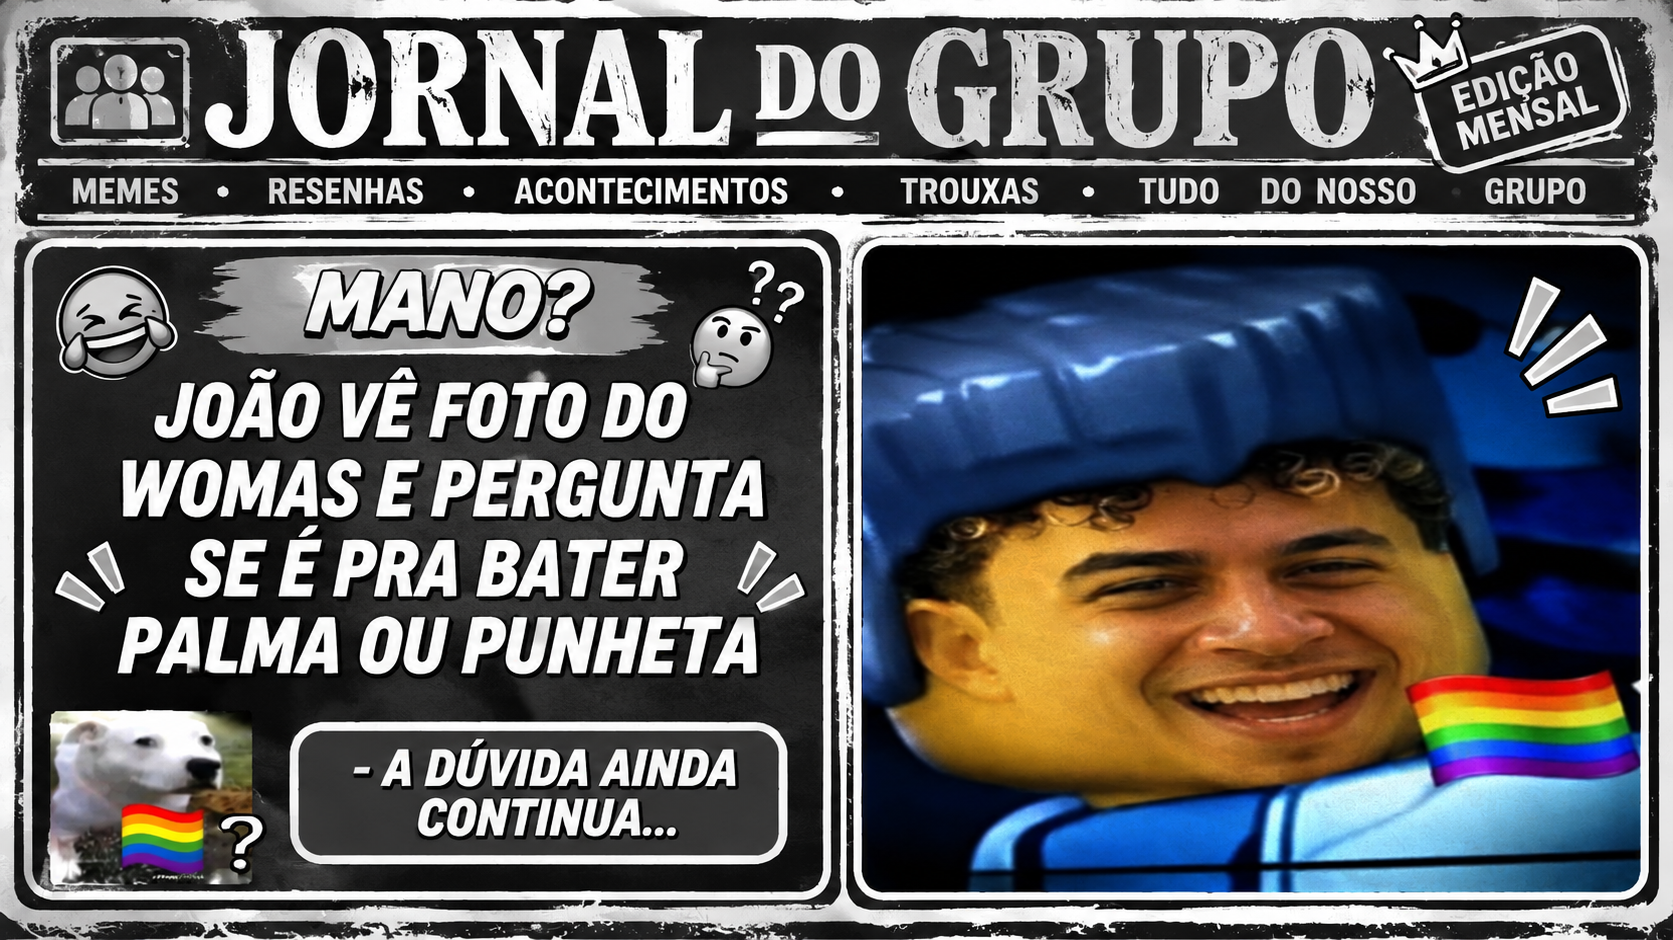 JORNAL DO GRUPO
EDIÇÃO
MENSAL
MEMES • RESENHAS • ACONTECIMENTOS • TROUXAS • TUDO DO NOSSO GRUPO
MANO?
??
JOÃO VÊ FOTO DO
WOMAS E PERGUNTA
SE É PRA BATER
PALMA OU PUNHETA
?
- A DÚVIDA AINDA
CONTINUA...